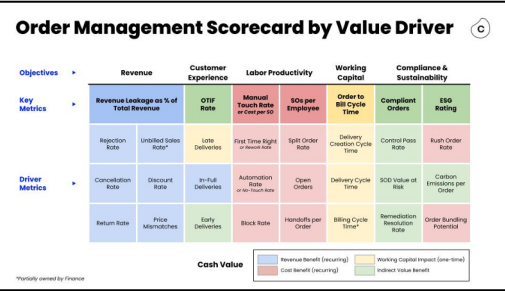 Order Management Scorecard by Value Driver
C
Objectives
Revenue
Customer
Experience
Labor Productivity
Working
Capital
Compliance &
Sustainability
Key
Metrics
Revenue Leakage as % of
Total Revenue
OTIF
Rate
Manual
Touch Rate
or Cost per SO
SOs per
Employee
Order to
Bill Cycle
Time
Compliant
Orders
ESG
Rating
Driver
Metrics
Rejection
Rate
Unbilled Sales
Rate*
Late
Deliveries
First Time Right
or Rework Rate
Split Order
Rate
Delivery
Creation Cycle
Time
Control Pass
Rate
Rush Order
Rate
Cancellation
Rate
Discount
Rate
In-Full
Deliveries
Automation
Rate
or No-Touch Rate
Open
Orders
Delivery Cycle
Time
SOD Value at
Risk
Carbon
Emissions per
Order
Return Rate
Price
Mismatches
Early
Deliveries
Block Rate
Handoffs per
Order
Billing Cycle
Time*
Remediation
Resolution
Rate
Order Bundling
Potential
Cash Value
Revenue Benefit (recurring)
Working Capital Impact (one-time)
Cost Benefit (recurring)
Indirect Value Benefit
*Partially owned by Finance